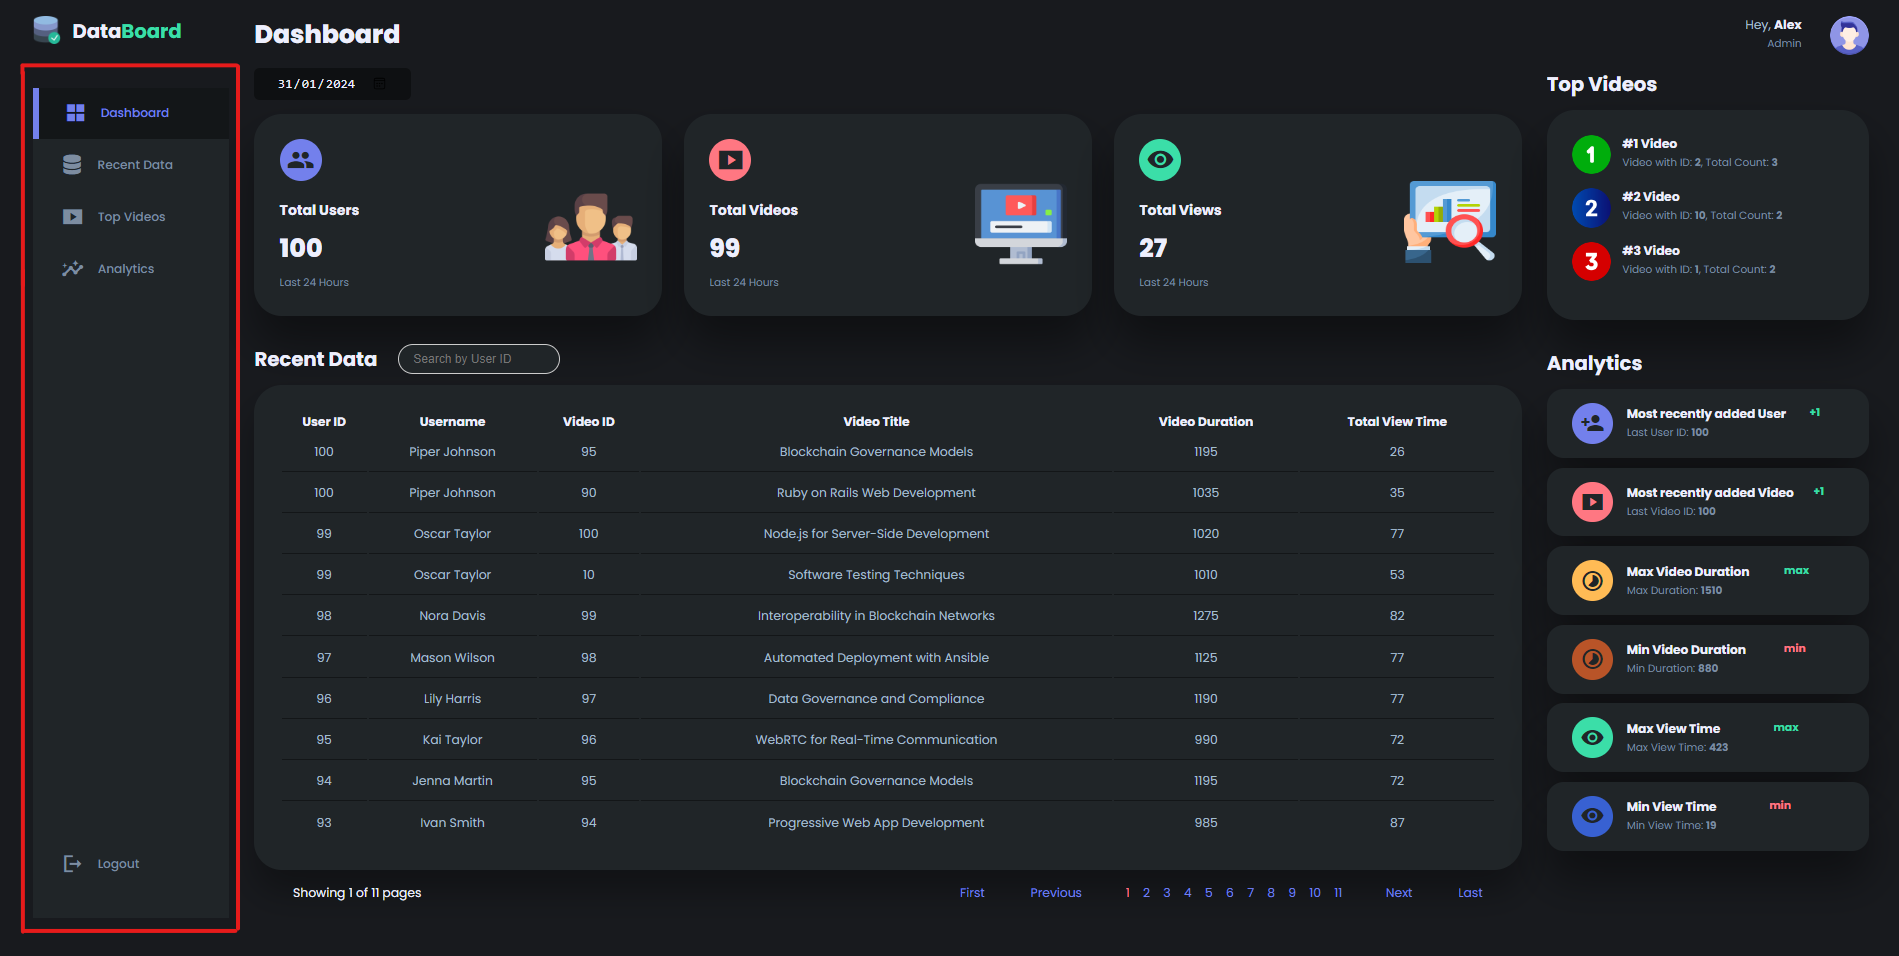 DataBoard
Dashboard
Recent Data
Top Videos
Analytics
Logout
Dashboard
31/01/2024
Hey, Alex
Admin
Total Users
100
Last 24 Hours
Total Videos
99
Last 24 Hours
Total Views
27
Last 24 Hours
Recent Data Search by User ID
User ID Username Video ID Video Title Video Duration Total View Time
100 Piper Johnson 95 Blockchain Governance Models 1195 26
100 Piper Johnson 90 Ruby on Rails Web Development 1035 35
99 Oscar Taylor 100 Node.js for Server-Side Development 1020 77
99 Oscar Taylor 10 Software Testing Techniques 1010 53
98 Nora Davis 99 Interoperability in Blockchain Networks 1275 82
97 Mason Wilson 98 Automated Deployment with Ansible 1125 77
96 Lily Harris 97 Data Governance and Compliance 1190 77
95 Kai Taylor 96 WebRTC for Real-Time Communication 990 72
94 Jenna Martin 95 Blockchain Governance Models 1195 72
93 Ivan Smith 94 Progressive Web App Development 985 87
Showing 1 of 11 pages First Previous 1 2 3 4 5 6 7 8 9 10 11 Next Last
Top Videos
1
#1 Video
Video with ID: 2, Total Count: 3
2
#2 Video
Video with ID: 10, Total Count: 2
3
#3 Video
Video with ID: 1, Total Count: 2
Analytics
Most recently added User +1
Last User ID: 100
Most recently added Video +1
Last Video ID: 100
Max Video Duration max
Max Duration: 1510
Min Video Duration min
Min Duration: 880
Max View Time max
Max View Time: 423
Min View Time min
Min View Time: 19